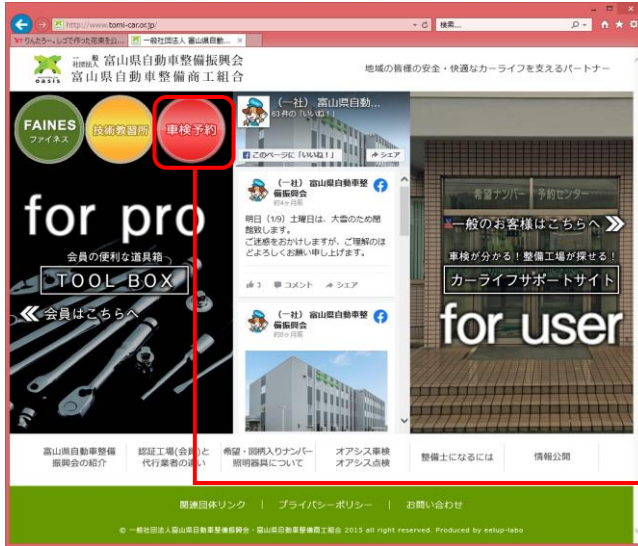 http://www.tomi-car.or.jp/
検索...
りんたろー、レゴで作った花束を公...
一般社団法人 富山県自動...
一般
社団法人 富山県自動車整備振興会
富山県自動車整備商工組合
oasis
地域の皆様の安全・快適なカーライフを支えるパートナー
FAINES
ファイネス
技術教習所
車検予約
for pro
会員の便利な道具箱
TOOL BOX
会員はこちらへ
(一社) 富山県自動...
63 件の「いいね！」
このページに「いいね！」
シェア
(一社) 富山県自動車整
備振興会
約4ヶ月前
明日（1/9）土曜日は、大雪のため閉
館致します。
ご迷惑をおかけしますが、ご理解のほ
どよろしくお願い申し上げます。
3 コメント シェア
(一社) 富山県自動車整
備振興会
希望ナンバー 予約センター
一般のお客様はこちらへ
車検が分かる！整備工場が探せる！
カーライフサポートサイト
for user
富山県自動車整備
振興会の紹介
認証工場(会員)と
代行業者の違い
希望・図柄入りナンバー
照明器具について
オアシス車検
オアシス点検
整備士になるには
情報公開
関連団体リンク | プライバシーポリシー | お問い合わせ
© 一般社団法人富山県自動車整備振興会・富山県自動車整備商工組合 2015 all right reserved. Produced by eelup-labo